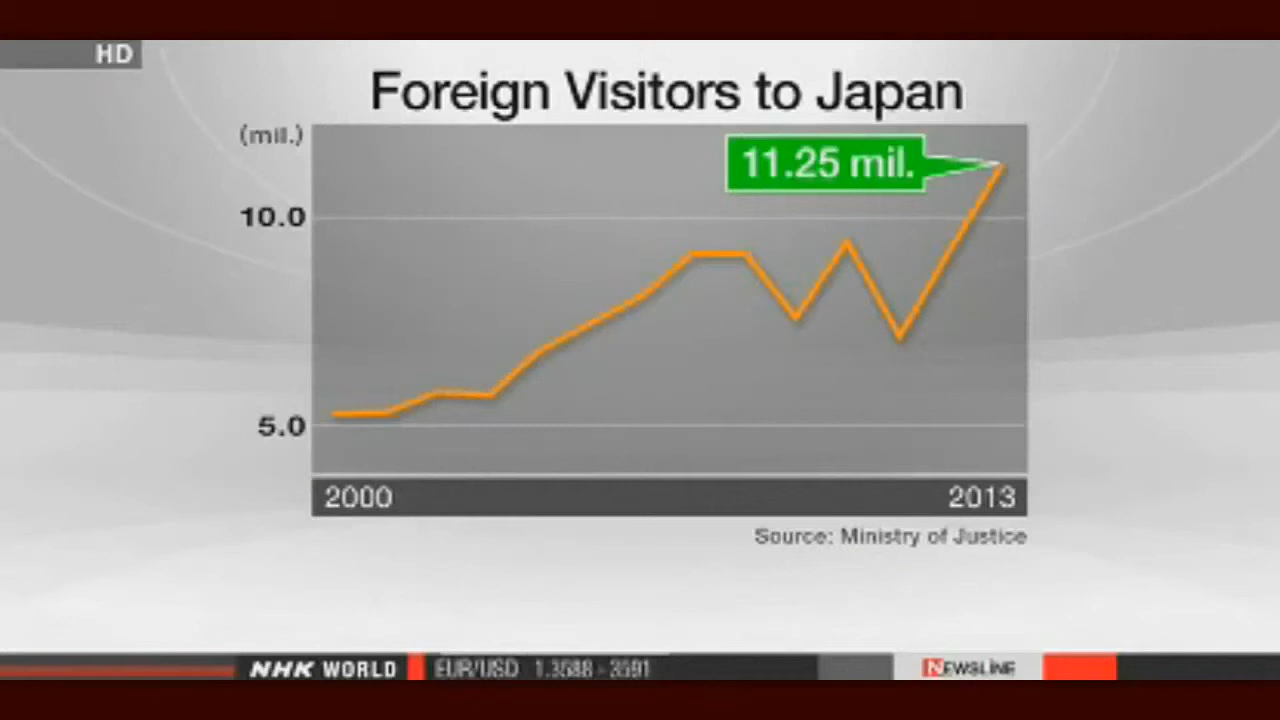 HD
Foreign Visitors to Japan
(mil.)
11.25 mil.
10.0
5.0
2000 2013
Source: Ministry of Justice
NHK WORLD EUR/USD 1.3588 - 3591 NEWSLINE